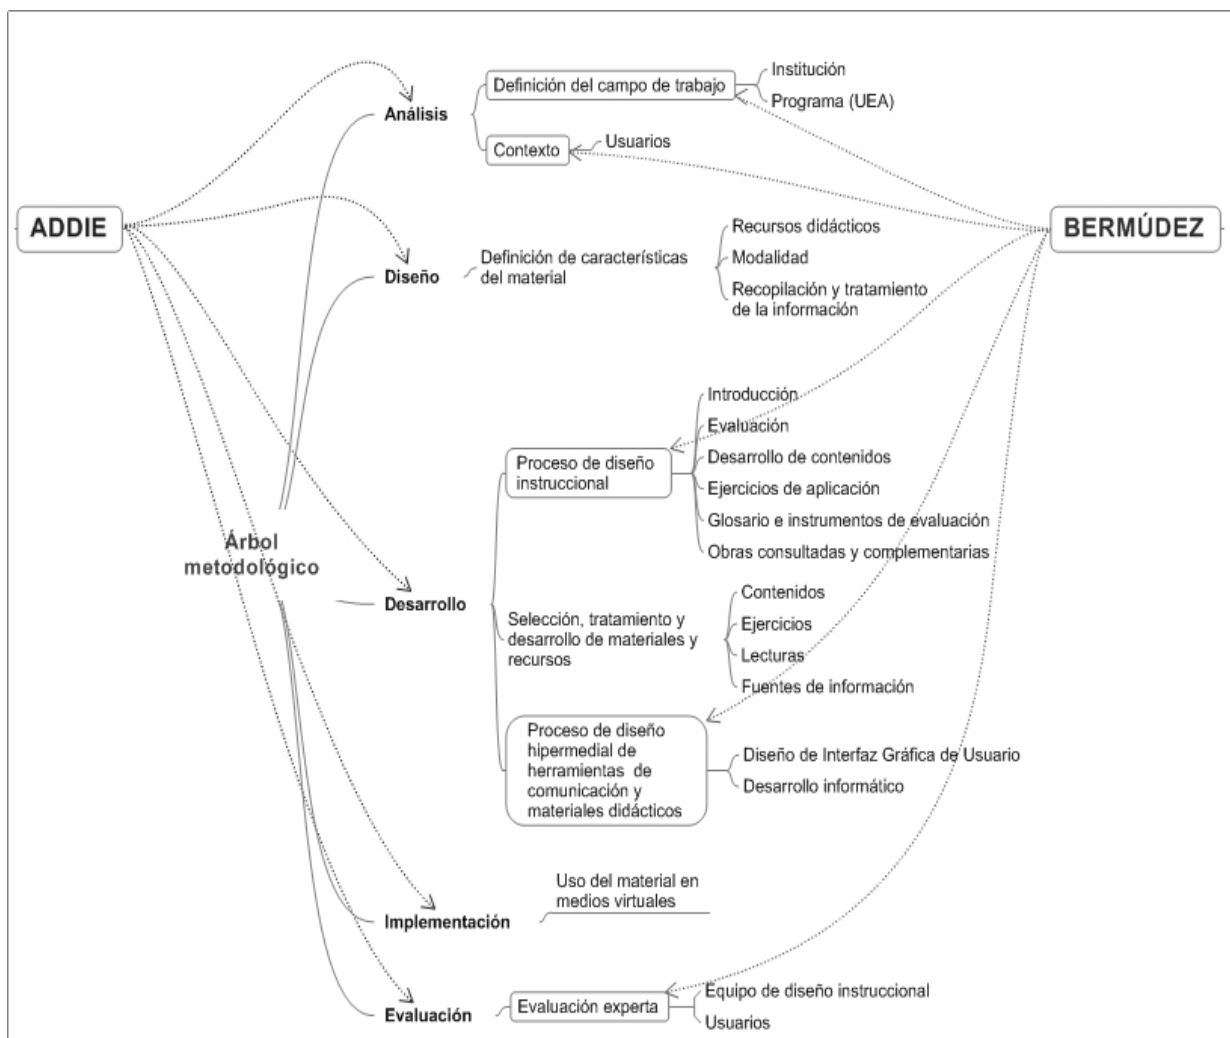 Definición del campo de trabajo
Institución
Programa (UEA)
Análisis
Contexto
Usuarios
ADDIE
BERMÚDEZ
Diseño
Definición de características
del material
Recursos didácticos
Modalidad
Recopilación y tratamiento
de la información
Árbol
metodológico
Desarrollo
Proceso de diseño
instruccional
Introducción
Evaluación
Desarrollo de contenidos
Ejercicios de aplicación
Glosario e instrumentos de evaluación
Obras consultadas y complementarias
Selección, tratamiento y
desarrollo de materiales y
recursos
Contenidos
Ejercicios
Lecturas
Fuentes de información
Proceso de diseño
hipermedial de
herramientas de
comunicación y
materiales didácticos
Diseño de Interfaz Gráfica de Usuario
Desarrollo informático
Implementación
Uso del material en
medios virtuales
Evaluación
Evaluación experta
Equipo de diseño instruccional
Usuarios